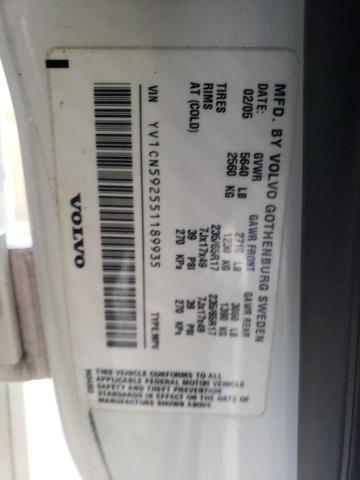 MFD. BY VOLVO GOTHENBURG SWEDEN
DATE: 02/05
GVWR 5640 LB 2560 KG
GAWR FRONT 2710 LB 1230 KG
GAWR REAR 3060 LB 1390 KG
TIRES 235/65R17 235/65R17
RIMS 7Jx17x49 7Jx17x49
AT (COLD) 39 PSI 270 KPa 39 PSI 270 KPa
VIN YV1CN592551189935 TYPE:MPV
VOLVO
THIS VEHICLE CONFORMS TO ALL
APPLICABLE FEDERAL MOTOR VEHICLE
SAFETY AND THEFT PREVENTION
STANDARDS IN EFFECT ON THE DATE OF
MANUFACTURE SHOWN ABOVE